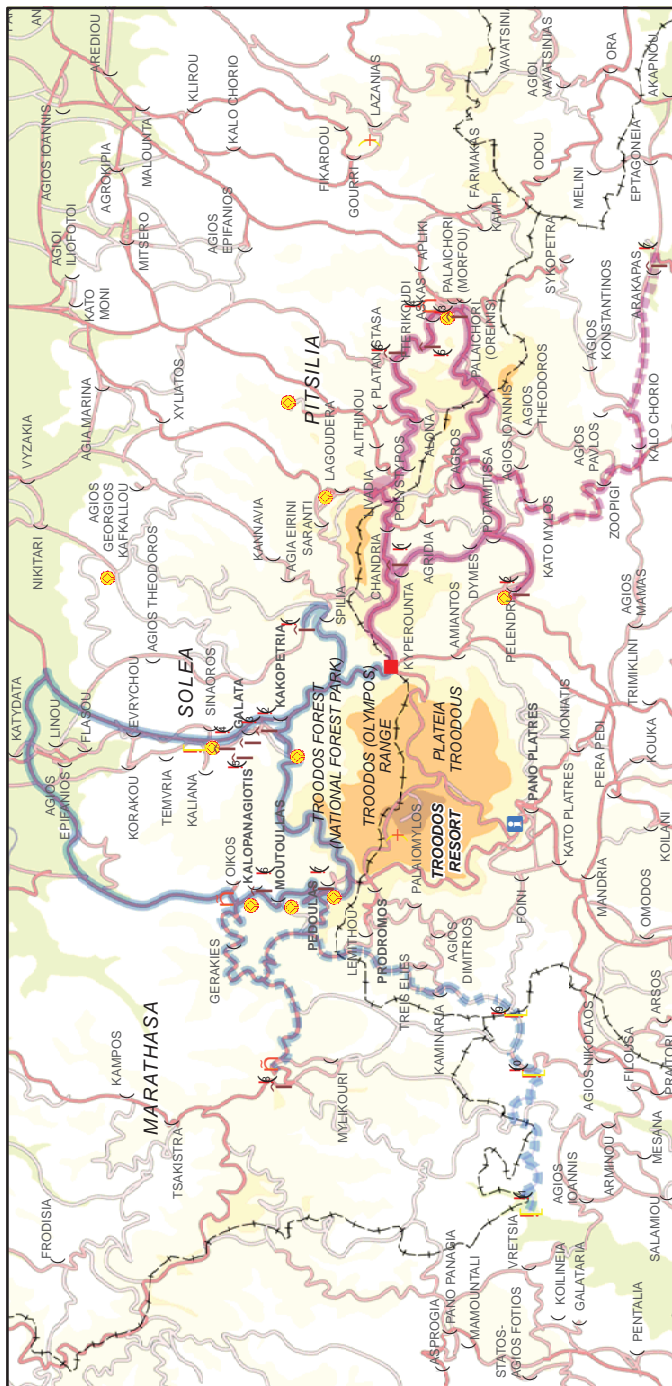 FRODISIA
KAMPOS
MARATHASA
TSAKISTRA
MYLIKOURI
GERAKIES
OIKOS
KALOPANAGIOTIS
MOUTOULLAS
PEDOULAS
LEMITHOU
PRODROMOS
PALAIOMYLOS
TREIS ELIES
AGIOS
DIMITRIOS
KAMINARIA
FOINI
ASPROGIA
PANO PANAGIA
MAMOUNTALI
STATOS-
AGIOS FOTIOS
VRETSIA
KOILINEIA
GALATARIA
PENTALIA
SALAMIOU
AGIOS
IOANNIS
ARMINOU
MESANA
AGIOS NIKOLAOS
FILOUSA
PRAITORI
ARSOS
OMODOS
MANDRIA
KOILANI
KOUKA
PERA PEDI
KATO PLATRES
PANO PLATRES
MONIATIS
TRIMIKLINI
AGIOS
MAMAS
KATYDATA
LINOU
FLASOU
AGIOS
EPIFANIOS
KORAKOU
EVRYCHOU
TEMVRIA
KALIANA
SOLEA
SINAOROS
GALATA
KAKOPETRIA
AGIOS THEODOROS
TROODOS FOREST
(NATIONAL FOREST PARK)
TROODOS (OLYMPOS)
RANGE
PLATEIA
TROODOUS
TROODOS
RESORT
SPILIA
KANNAVIA
AGIA EIRINI
SARANTI
KYPEROUNTA
CHANDRIA
AGRIDIA
DYMES
AMIANTOS
PELENDRI
POTAMITISSA
KATO MYLOS
NIKITARI
VYZAKIA
AGIOS
GEORGIOS
KAFKALLOU
AGIA MARINA
XYLIATOS
PITSILIA
LAGOUDERA
LIVADIA
ALITHINOU
POLYSTYPOS
ALONA
PLATANISTASA
FTERIKOUDI
ASKAS
APLIKI
PALAICHORI
(MORFOU)
PALAICHORI
(OREINIS)
AGROS
AGIOS IOANNIS
AGIOS
THEODOROS
AGIOS
PAVLOS
ZOOPIGI
KALO CHORIO
AGIOS
KONSTANTINOS
ARAKAPAS
SYKOPETRA
KATO
MONI
AGIOI
ILIOFOTOI
AGIOS IOANNIS
AREDIOU
AGROKIPIA
MALOUNTA
MITSERO
KLIROU
KALO CHORIO
AGIOS
EPIFANIOS
FIKARDOU
GOURRI
LAZANIAS
FARMAKAS
KAMPI
ODOU
MELINI
EPTAGONEIA
VAVATSINIA
AGIOI
VAVATSINIAS
ORA
AKAPNOU